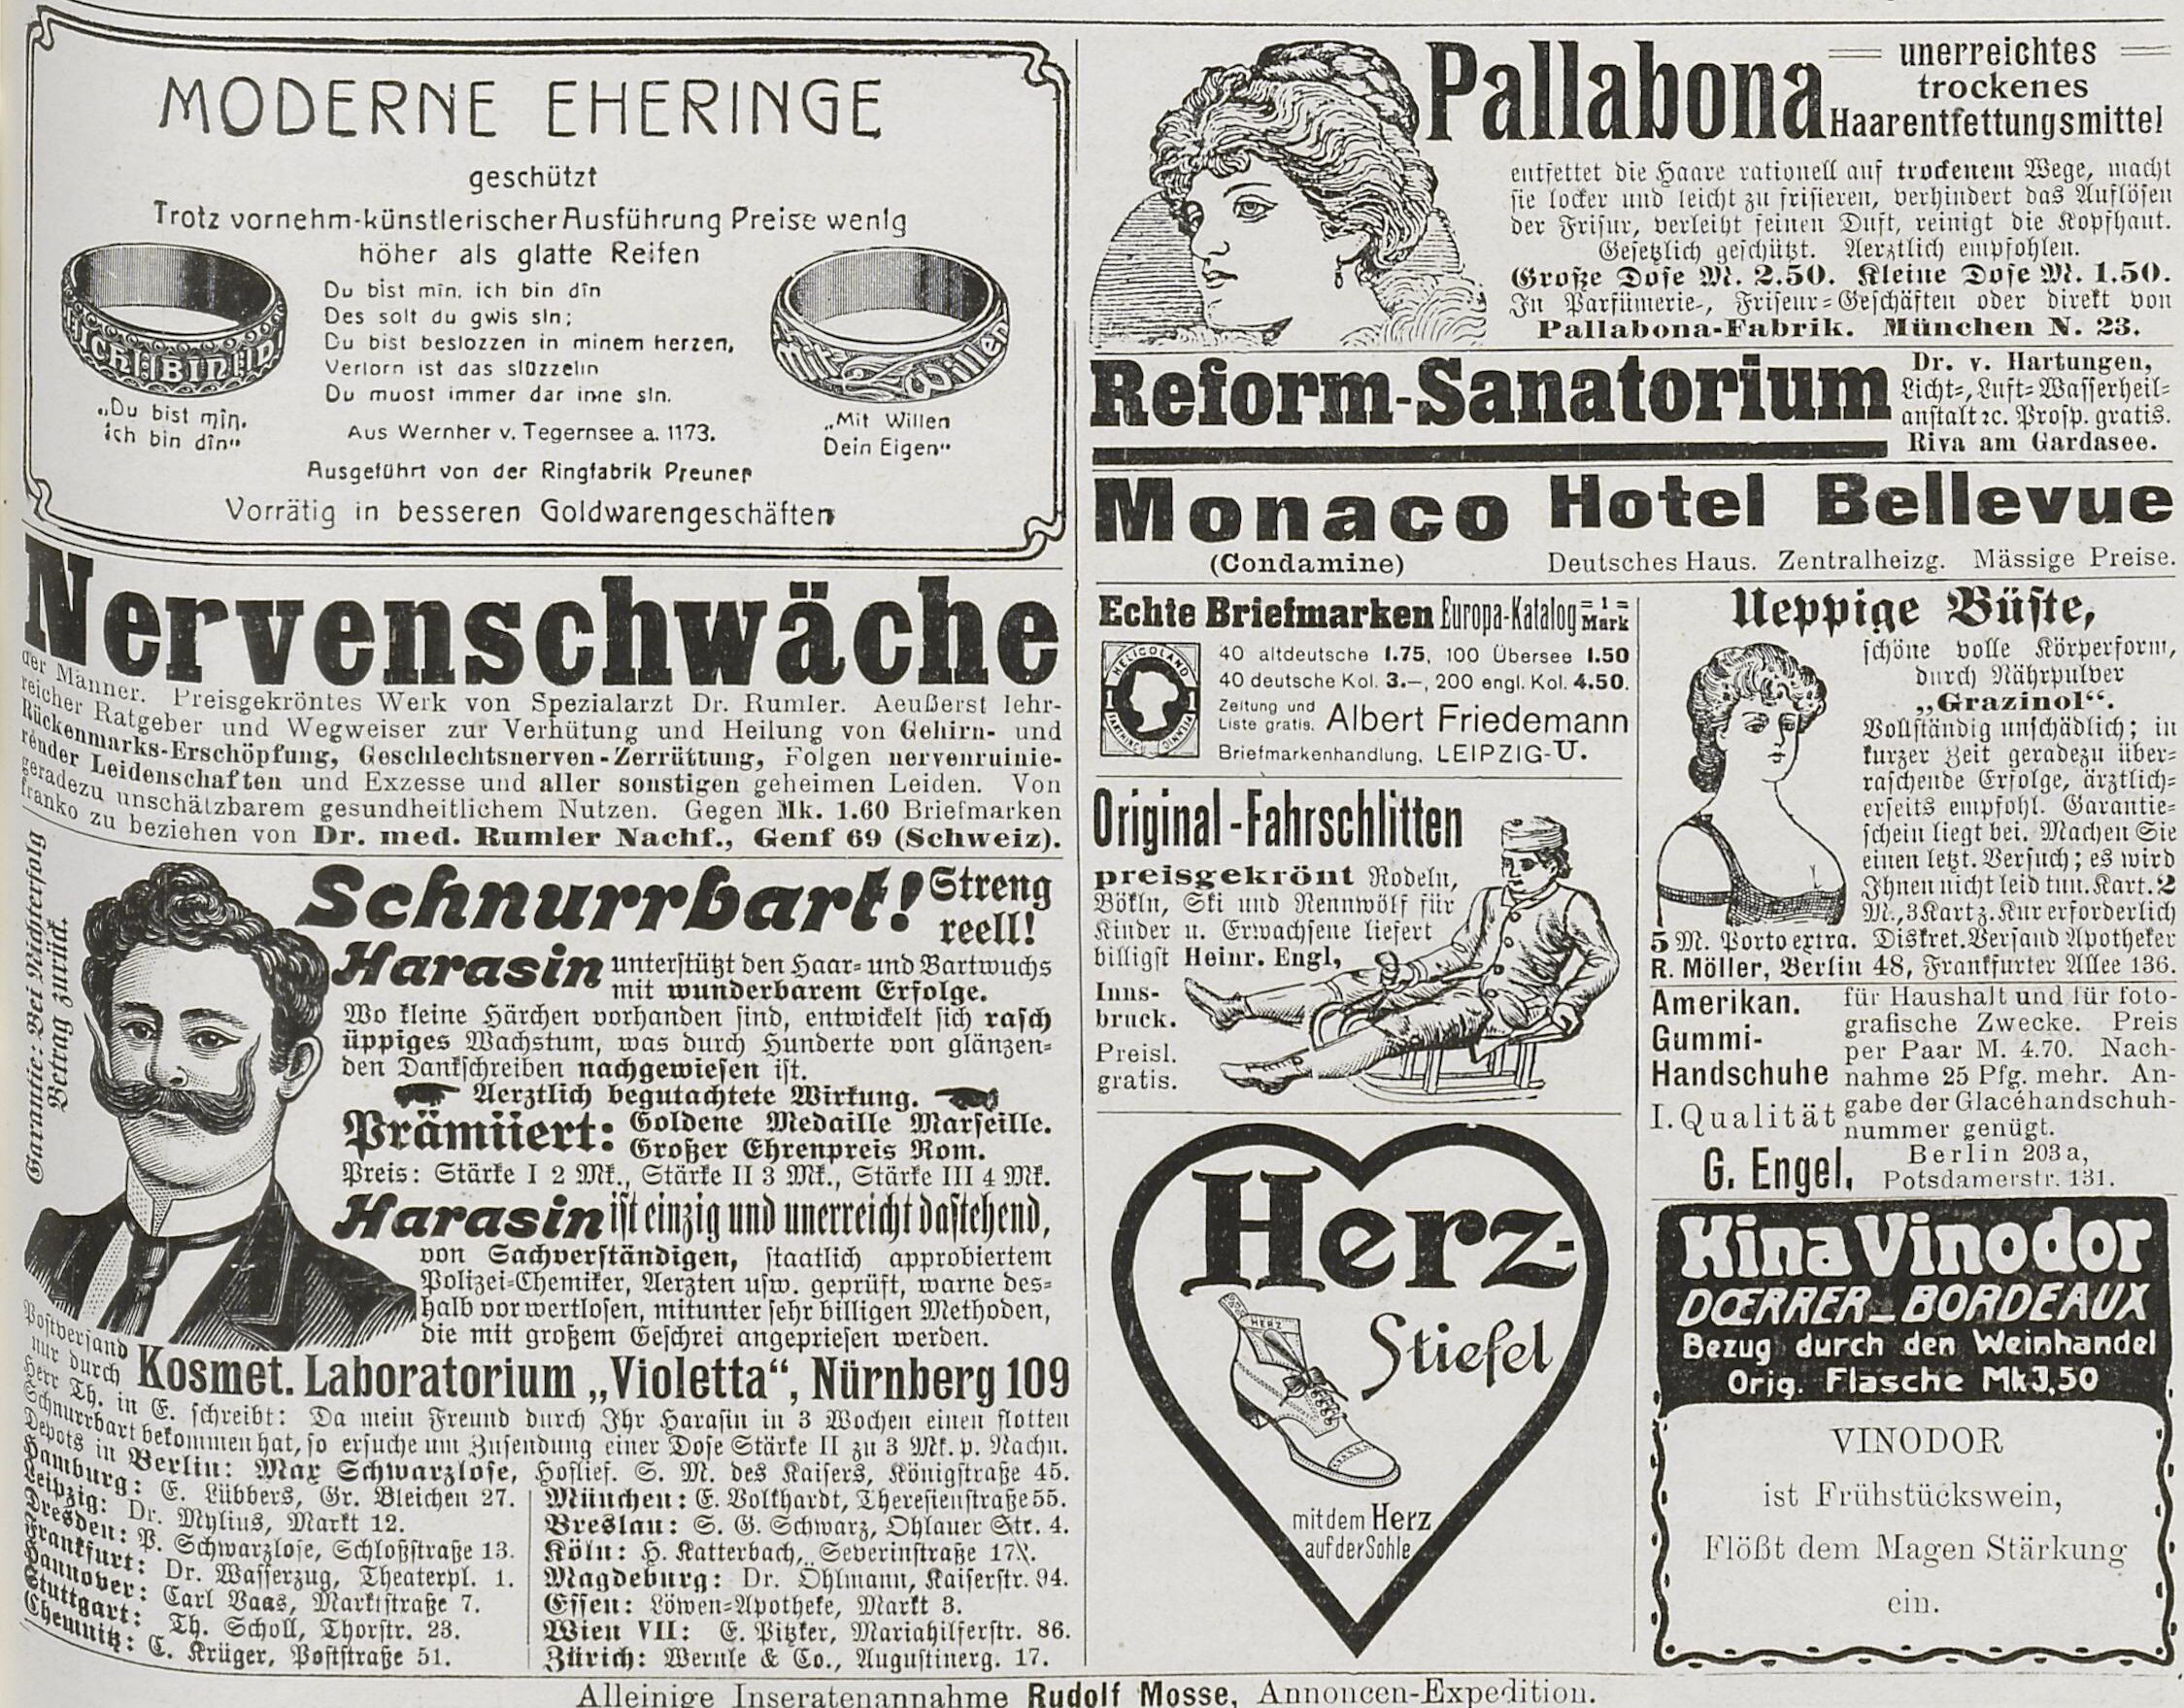 MODERNE EHERINGE
geschützt
Trotz vornehm-künstlerischer Ausführung Preise wenig
höher als glatte Reifen
Du bist mîn, ich bin dîn
Des solt du gwis sîn;
Du bist beslozzen in minem herzen,
Verlorn ist das slüzzelin
Du muost immer dar inne sîn.
Aus Wernher v. Tegernsee a. 1173.
ICH BIN DIN
„Du bist mîn,
ich bin dîn“
Mit Willen
„Mit Willen
Dein Eigen“
Ausgeführt von der Ringfabrik Preuner
Vorrätig in besseren Goldwarengeschäften
Nervenschwäche
der Männer. Preisgekröntes Werk von Spezialarzt Dr. Rumler. Aeußerst lehr-
reicher Ratgeber und Wegweiser zur Verhütung und Heilung von Gehirn- und
Rückenmarks-Erschöpfung, Geschlechtsnerven-Zerrüttung, Folgen nervenruinie-
render Leidenschaften und Exzesse und aller sonstigen geheimen Leiden. Von
geradezu unschätzbarem gesundheitlichem Nutzen. Gegen Mk. 1.60 Briefmarken
franko zu beziehen von Dr. med. Rumler Nachf., Genf 69 (Schweiz).
Garantie: Bei Nichterfolg
Betrag zurück.
Schnurrbart! Streng
reell!
Harasin unterstützt den Haar- und Bartwuchs
mit wunderbarem Erfolge.
Wo kleine Härchen vorhanden sind, entwickelt sich rasch
üppiges Wachstum, was durch Hunderte von glänzen-
den Dankschreiben nachgewiesen ist.
Aerztlich begutachtete Wirkung.
Prämiiert: Goldene Medaille Marseille.
Großer Ehrenpreis Rom.
Preis: Stärke I 2 Mk., Stärke II 3 Mk., Stärke III 4 Mk.
Harasin ist einzig und unerreicht dastehend,
von Sachverständigen, staatlich approbiertem
Polizei-Chemiker, Aerzten usw. geprüft, warne des-
halb vor wertlosen, mitunter sehr billigen Methoden,
die mit großem Geschrei angepriesen werden.
Postversand
nur durch Kosmet. Laboratorium „Violetta“, Nürnberg 109
Herr Th. in E. schreibt: Da mein Freund durch Ihr Harasin in 3 Wochen einen flotten
Schnurrbart bekommen hat, so ersuche um Zusendung einer Dose Stärke II zu 3 Mk. p. Nachn.
Depots in Berlin: Max Schwarzlose, Hoflief. S. M. des Kaisers, Königstraße 45.
Hamburg: E. Lübbers, Gr. Bleichen 27.
Leipzig: Dr. Mylius, Markt 12.
Dresden: P. Schwarzlose, Schloßstraße 13.
Frankfurt: Dr. Wasserzug, Theaterpl. 1.
Hannover: Carl Vaas, Marktstraße 7.
Stuttgart: Th. Scholl, Thorstr. 23.
Chemnitz: C. Krüger, Poststraße 51.
München: E. Volkhardt, Theresienstraße 55.
Breslau: S. G. Schwarz, Ohlauer Str. 4.
Köln: H. Katterbach, Severinstraße
Magdeburg: Dr. Ohlmann, Kaiserstr. 94.
Essen: Löwen-Apotheke, Markt 3.
Wien VII: E. Pitzker, Mariahilferstr. 86.
Zürich: Wernle & Co., Augustinerg. 17.
Pallabona unerreichtes
trockenes
Haarentfettungsmittel
entfettet die Haare rationell auf trockenem Wege, macht
sie locker und leicht zu frisieren, verhindert das Auflösen
der Frisur, verleiht feinen Duft, reinigt die Kopfhaut.
Gesetzlich geschützt. Aerztlich empfohlen.
Große Dose M. 2.50. Kleine Dose M. 1.50.
In Parfümerie-, Friseur-Geschäften oder direkt von
Pallabona-Fabrik. München N. 23.
Reform-Sanatorium
Dr. v. Hartungen,
Licht-, Luft-Wasserheil-
anstalt ꝛc. Prosp. gratis.
Riva am Gardasee.
Monaco Hotel Bellevue
(Condamine) Deutsches Haus. Zentralheizg. Mässige Preise.
Echte Briefmarken Europa-Katalog = 1 = Mark
HELIGOLAND
40 altdeutsche 1.75, 100 Übersee 1.50
40 deutsche Kol. 3.–, 200 engl. Kol. 4.50.
Zeitung und
Liste gratis. Albert Friedemann
Briefmarkenhandlung, LEIPZIG-U.
Original-Fahrschlitten
preisgekrönt Rodeln,
Böckln, Ski und Rennwölf für
Kinder u. Erwachsene liefert
billigst Heinr. Engl,
Inns-
bruck.
Preisl.
gratis.
Herz-
Stiefel
HERZ
mit dem Herz
auf der Sohle
Ueppige Büste,
schöne volle Körperform,
durch Nährpulver
„Grazinol“.
Vollständig unschädlich; in
kurzer Zeit geradezu über-
raschende Erfolge, ärztlich-
erseits empfohl. Garantie-
schein liegt bei. Machen Sie
einen letzt. Versuch; es wird
Ihnen nicht leid tun. Kart. 2
M., 3 Kart z. Kur erforderlich
5 M. Porto extra. Diskret. Versand Apotheker
R. Möller, Berlin 48, Frankfurter Allee 136.
Amerikan.
Gummi-
Handschuhe
I. Qualität
für Haushalt und für foto-
grafische Zwecke. Preis
per Paar M. 4.70. Nach-
nahme 25 Pfg. mehr. An-
gabe der Glacéhandschuh-
nummer genügt.
G. Engel, Berlin 203a,
Potsdamerstr. 131.
Kina Vinodor
DŒRRER-BORDEAUX
Bezug durch den Weinhandel
Orig. Flasche Mk 3,50
VINODOR
ist Frühstückswein,
Flößt dem Magen Stärkung
ein.
Alleinige Inseratenannahme Rudolf Mosse, Annoncen-Expedition.